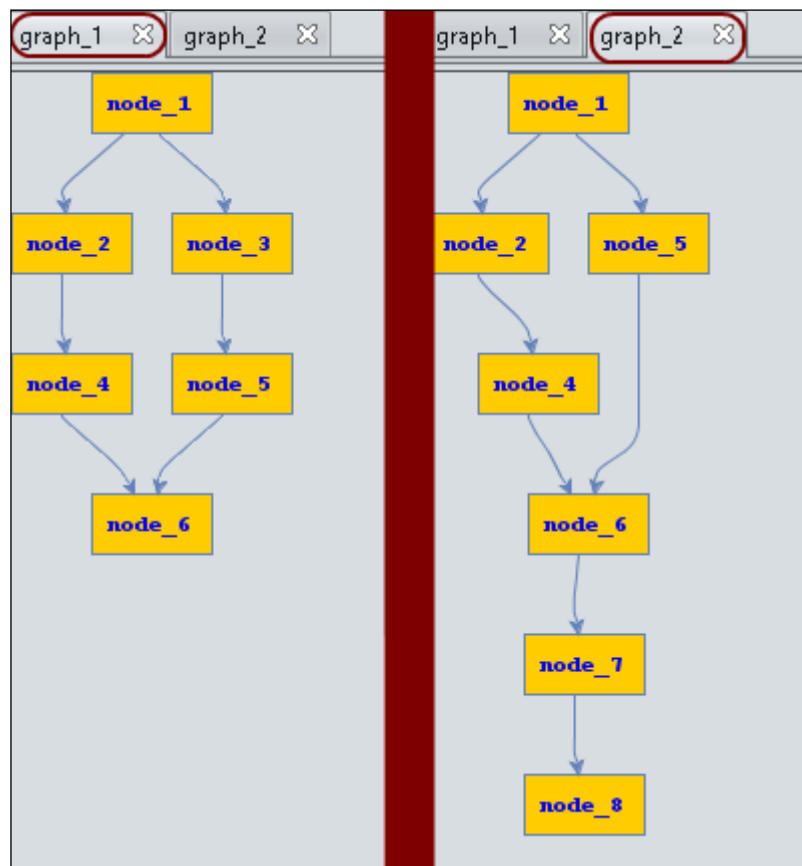 graph_1 graph_2
node_1
node_2 node_3
node_4 node_5
node_6
graph_1 graph_2
node_1
node_2 node_5
node_4
node_6
node_7
node_8